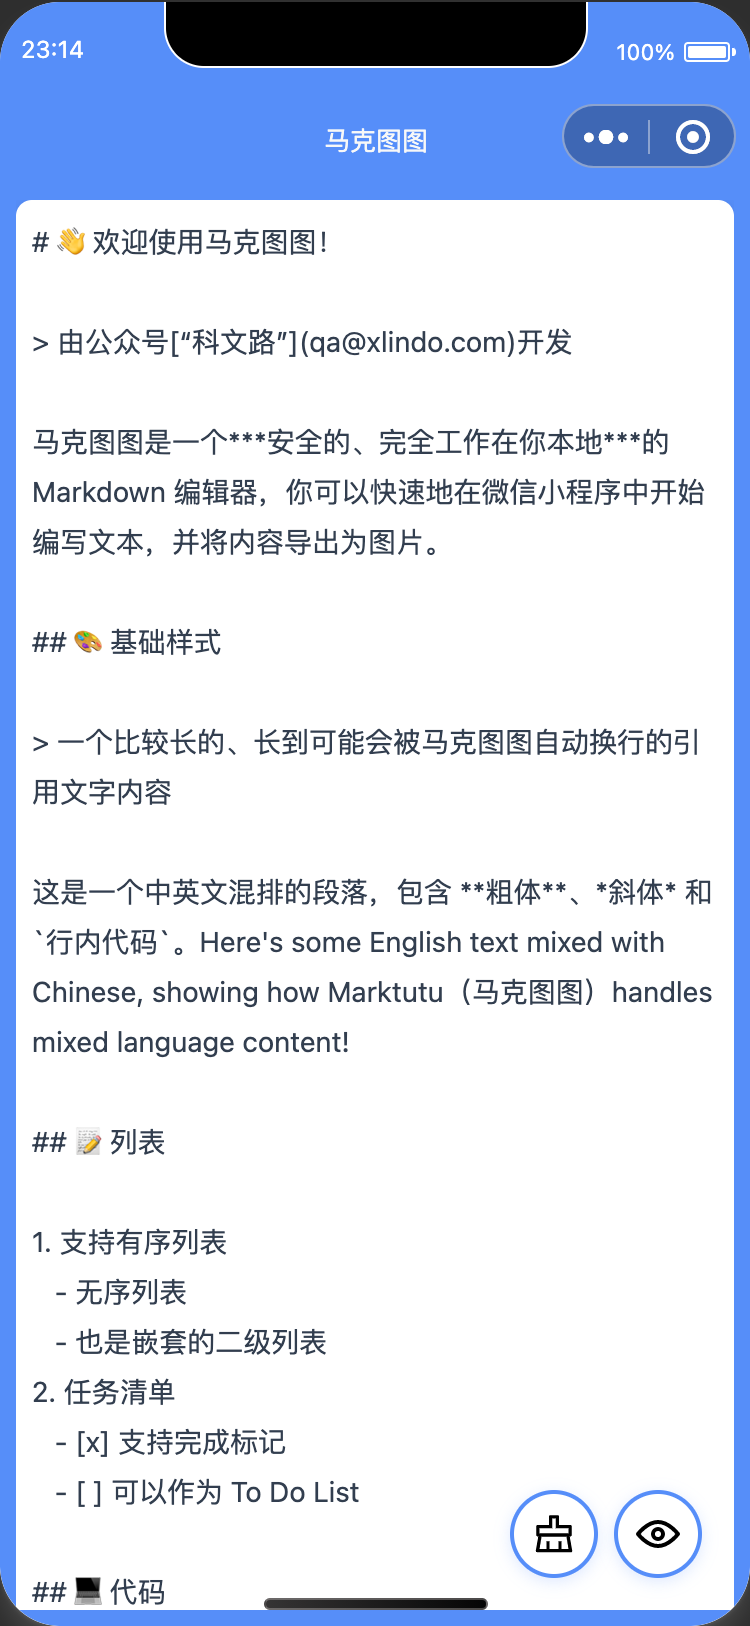 23:14
100%
马克图图
# 👋 欢迎使用马克图图！
> 由公众号[“科文路”](qa@xlindo.com)开发
马克图图是一个***安全的、完全工作在你本地***的
Markdown 编辑器，你可以快速地在微信小程序中开始
编写文本，并将内容导出为图片。
## 🎨 基础样式
> 一个比较长的、长到可能会被马克图图自动换行的引
用文字内容
这是一个中英文混排的段落，包含 **粗体**、*斜体* 和
`行内代码`。Here's some English text mixed with
Chinese, showing how Marktutu（马克图图）handles
mixed language content!
## 📝 列表
1. 支持有序列表
   - 无序列表
   - 也是嵌套的二级列表
2. 任务清单
   - [x] 支持完成标记
   - [ ] 可以作为 To Do List
## 💻 代码